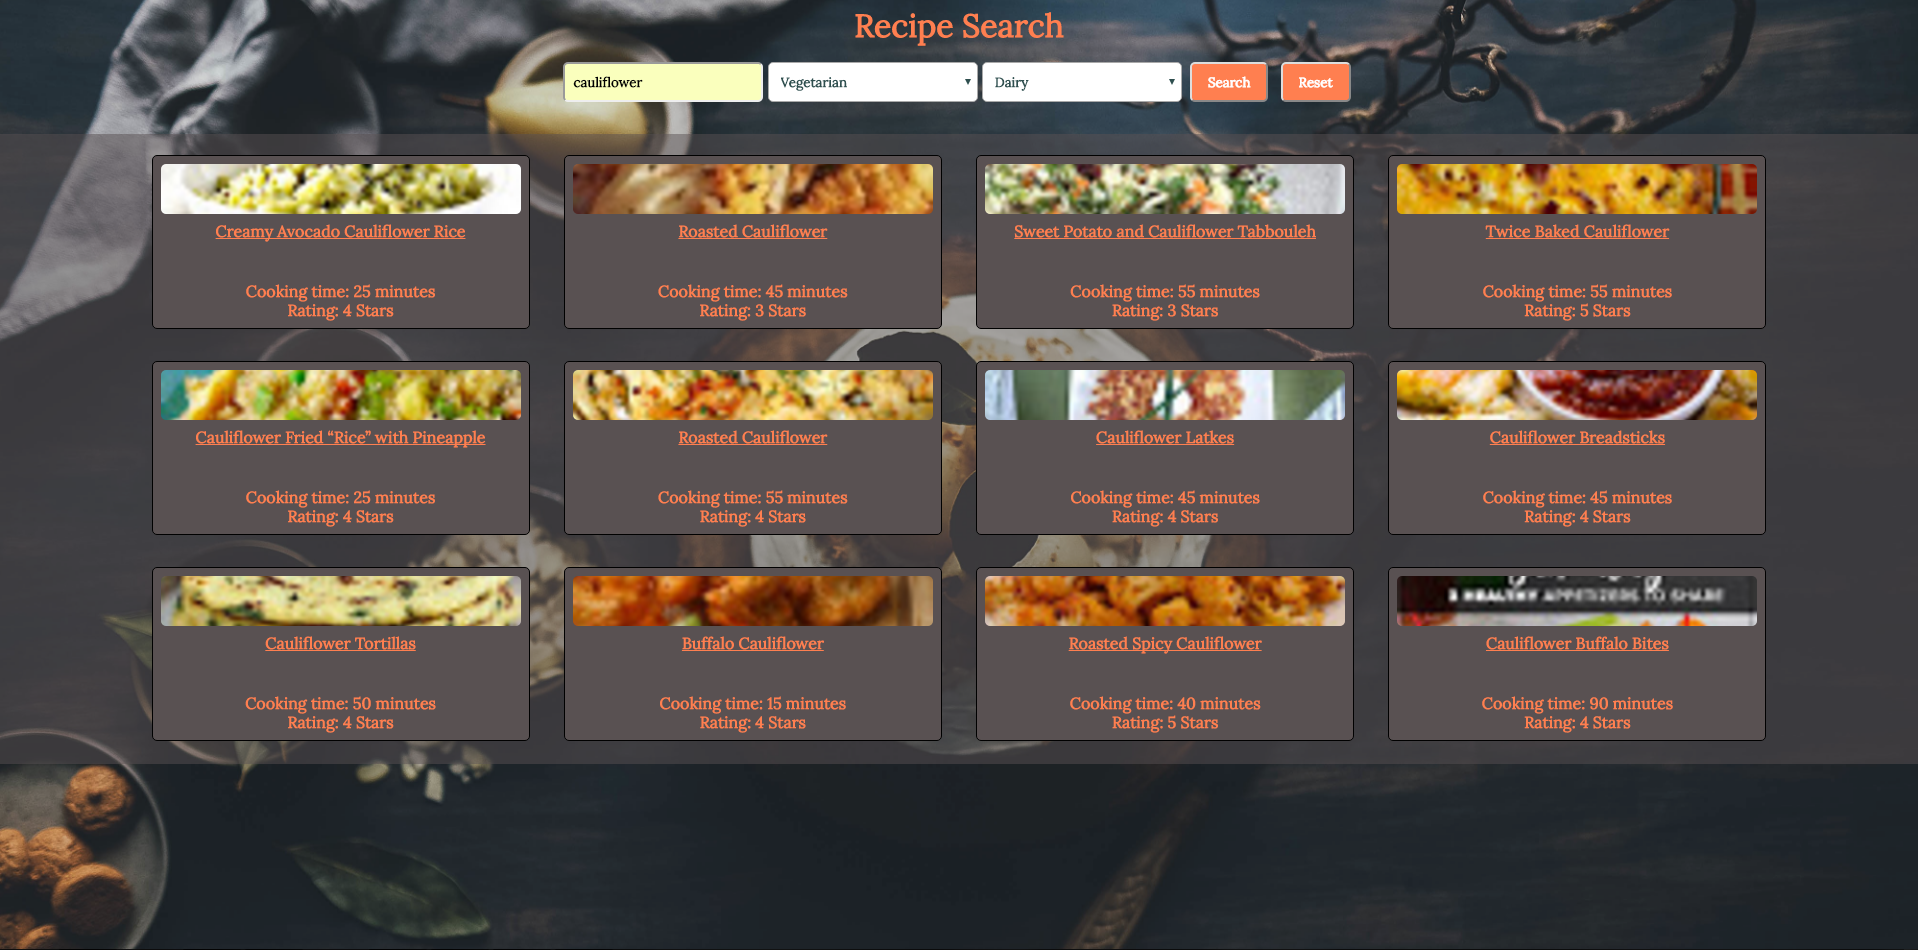 Recipe Search
cauliflower
Vegetarian
Dairy
Search
Reset
Creamy Avocado Cauliflower Rice
Cooking time: 25 minutes
Rating: 4 Stars
Roasted Cauliflower
Cooking time: 45 minutes
Rating: 3 Stars
Sweet Potato and Cauliflower Tabbouleh
Cooking time: 55 minutes
Rating: 3 Stars
Twice Baked Cauliflower
Cooking time: 55 minutes
Rating: 5 Stars
Cauliflower Fried “Rice” with Pineapple
Cooking time: 25 minutes
Rating: 4 Stars
Roasted Cauliflower
Cooking time: 55 minutes
Rating: 4 Stars
Cauliflower Latkes
Cooking time: 45 minutes
Rating: 4 Stars
Cauliflower Breadsticks
Cooking time: 45 minutes
Rating: 4 Stars
Cauliflower Tortillas
Cooking time: 50 minutes
Rating: 4 Stars
Buffalo Cauliflower
Cooking time: 15 minutes
Rating: 4 Stars
Roasted Spicy Cauliflower
Cooking time: 40 minutes
Rating: 5 Stars
HEALTHY APPETIZERS TO SHARE
Cauliflower Buffalo Bites
Cooking time: 90 minutes
Rating: 4 Stars